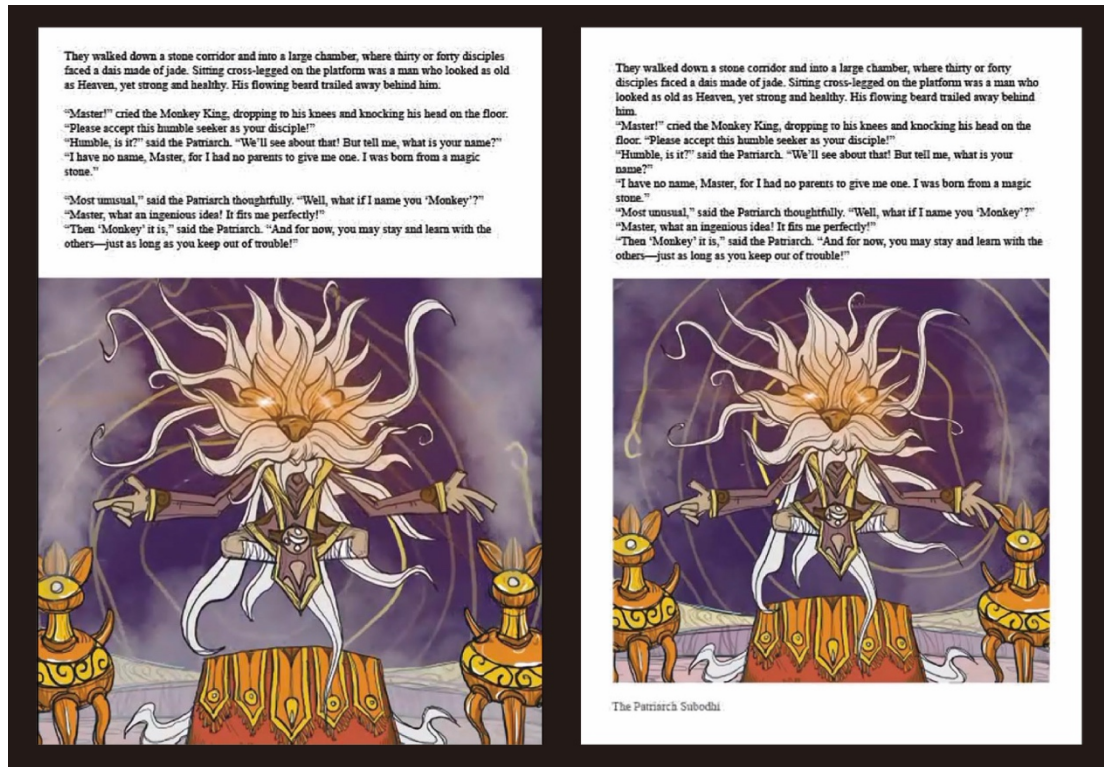 They walked down a stone corridor and into a large chamber, where thirty or forty disciples
faced a dais made of jade. Sitting cross-legged on the platform was a man who looked as old
as Heaven, yet strong and healthy. His flowing beard trailed away behind him.
“Master!” cried the Monkey King, dropping to his knees and knocking his head on the floor.
“Please accept this humble seeker as your disciple!”
“Humble, is it?” said the Patriarch. “We’ll see about that! But tell me, what is your name?”
“I have no name, Master, for I had no parents to give me one. I was born from a magic
stone.”
“Most unusual,” said the Patriarch thoughtfully. “Well, what if I name you ‘Monkey’?”
“Master, what an ingenious idea! It fits me perfectly!”
“Then ‘Monkey’ it is,” said the Patriarch. “And for now, you may stay and learn with the
others—just as long as you keep out of trouble!”
They walked down a stone corridor and into a large chamber, where thirty or forty
disciples faced a dais made of jade. Sitting cross-legged on the platform was a man who
looked as old as Heaven, yet strong and healthy. His flowing beard trailed away behind
him.
“Master!” cried the Monkey King, dropping to his knees and knocking his head on the
floor. “Please accept this humble seeker as your disciple!”
“Humble, is it?” said the Patriarch. “We’ll see about that! But tell me, what is your
name?”
“I have no name, Master, for I had no parents to give me one. I was born from a magic
stone.”
“Most unusual,” said the Patriarch thoughtfully. “Well, what if I name you ‘Monkey’?”
“Master, what an ingenious idea! It fits me perfectly!”
“Then ‘Monkey’ it is,” said the Patriarch. “And for now, you may stay and learn with the
others—just as long as you keep out of trouble!”
The Patriarch Subodhi